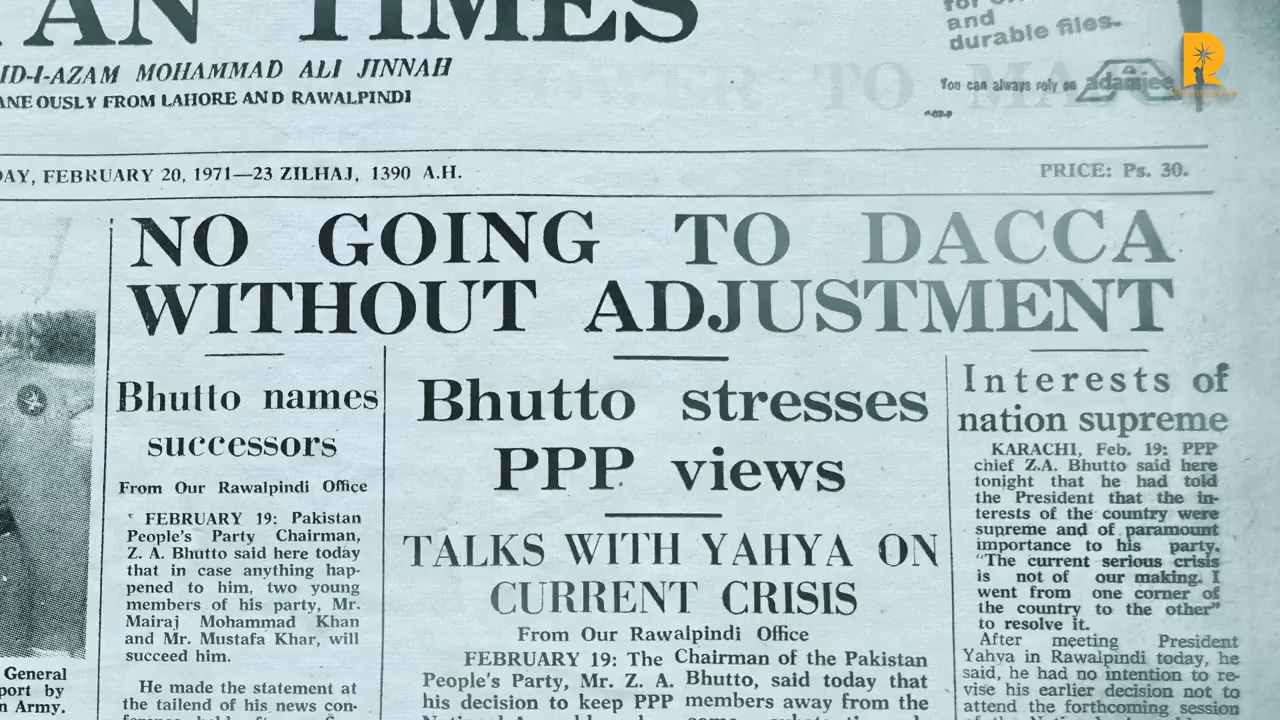 AN TIMES
ID-I-AZAM MOHAMMAD ALI JINNAH
ANEOUSLY FROM LAHORE AND RAWALPINDI
and
durable files.
You can always rely on adamjee
DAY, FEBRUARY 20, 1971—23 ZILHAJ, 1390 A.H.
PRICE: Ps. 30.
NO GOING TO DACCA
WITHOUT ADJUSTMENT
Bhutto names
successors
From Our Rawalpindi Office
FEBRUARY 19: Pakistan
People's Party Chairman,
Z. A. Bhutto said here today
that in case anything hap-
pened to him, two young
members of his party, Mr.
Mairaj Mohammad Khan
and Mr. Mustafa Khar, will
succeed him.
He made the statement at
the tailend of his news con-
Bhutto stresses
PPP views
TALKS WITH YAHYA ON
CURRENT CRISIS
From Our Rawalpindi Office
FEBRUARY 19: The Chairman of the Pakistan
People's Party, Mr. Z. A. Bhutto, said today that
his decision to keep PPP members away from the
Interests of
nation supreme
KARACHI, Feb. 19: PPP
chief Z.A. Bhutto said here
tonight that he had told
the President that the in-
terests of the country were
supreme and of paramount
importance to his party.
"The current serious crisis
is not of our making. I
went from one corner of
the country to the other"
to resolve it.
After meeting President
Yahya in Rawalpindi today, he
said, he had no intention to re-
vise his earlier decision not to
attend the forthcoming session
General
port by
n Army.